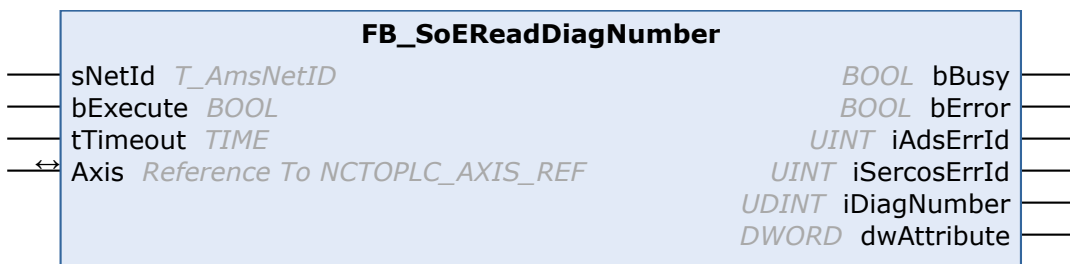 FB_SoEReadDiagNumber
sNetId T_AmsNetID BOOL bBusy
bExecute BOOL BOOL bError
tTimeout TIME UINT iAdsErrId
↔ Axis Reference To NCTOPLC_AXIS_REF UINT iSercosErrId
UDINT iDiagNumber
DWORD dwAttribute